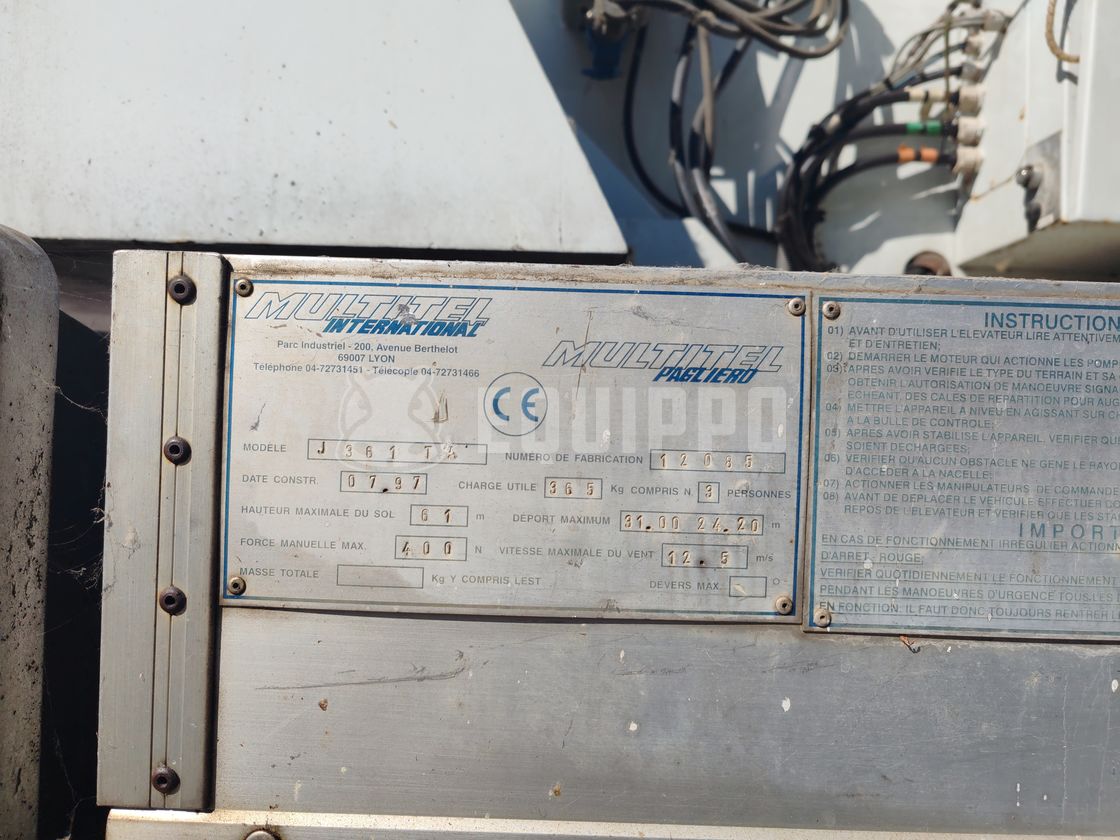 MULTITEL
INTERNATIONAL
Parc Industriel - 200, Avenue Berthelot
69007 LYON
Telephone 04-72731451 - Télécopie 04-72731466
MULTITEL
PAGLIERO
CE
EQUIPPO
MODÈLE J 361 TA
NUMERO DE FABRICATION 12085
DATE CONSTR. 07.97 CHARGE UTILE 365 Kg COMPRIS N. 3 PERSONNES
HAUTEUR MAXIMALE DU SOL 61 m DÉPORT MAXIMUM 31.00 24.20 m
FORCE MANUELLE MAX. 400 N VITESSE MAXIMALE DU VENT 12.5 m/s
MASSE TOTALE Kg Y COMPRIS LEST DEVERS MAX. °
INSTRUCTION
01) AVANT D'UTILISER L'ELEVATEUR LIRE ATTENTIVEM
ET D'ENTRETIEN;
02) DEMARRER LE MOTEUR QUI ACTIONNE LES POMP
03) APRES AVOIR VERIFIE LE TYPE DU TERRAIN ET SA
OBTENIR L'AUTORISATION DE MANOEUVRE SIGNA
ECHEANT, DES CALES DE REPARTITION POUR AUG
04) METTRE L'APPAREIL A NIVEL EN AGISSANT SUR
A LA BULLE DE CONTROLE;
05) APRES AVOIR STABILISE L'APPAREIL, VERIFIER QU
SOIENT DECHARGEES;
06) VERIFIER QU'AUCUN OBSTACLE NE GENE LE RAYO
D'ACCEDER A LA NACELLE;
07) ACTIONNER LES MANIPULATEURS DE COMMAND
08) AVANT DE DEPLACER LE VEHICULE EFFECTUER
REPOS DE L'ELEVATEUR ET VERIFIER QUE LES STA
IMPORT
EN CAS DE FONCTIONNEMENT IRREGULIER ACTION
D'ARRET - ROUGE;
VERIFIER QUOTIDIENNEMENT LE FONCTIONNEMENT
PENDANT LES MANOEUVRES D'URGENCE TOUS LES
EN FONCTION. IL FAUT DONC TOUJOURS RENTRER